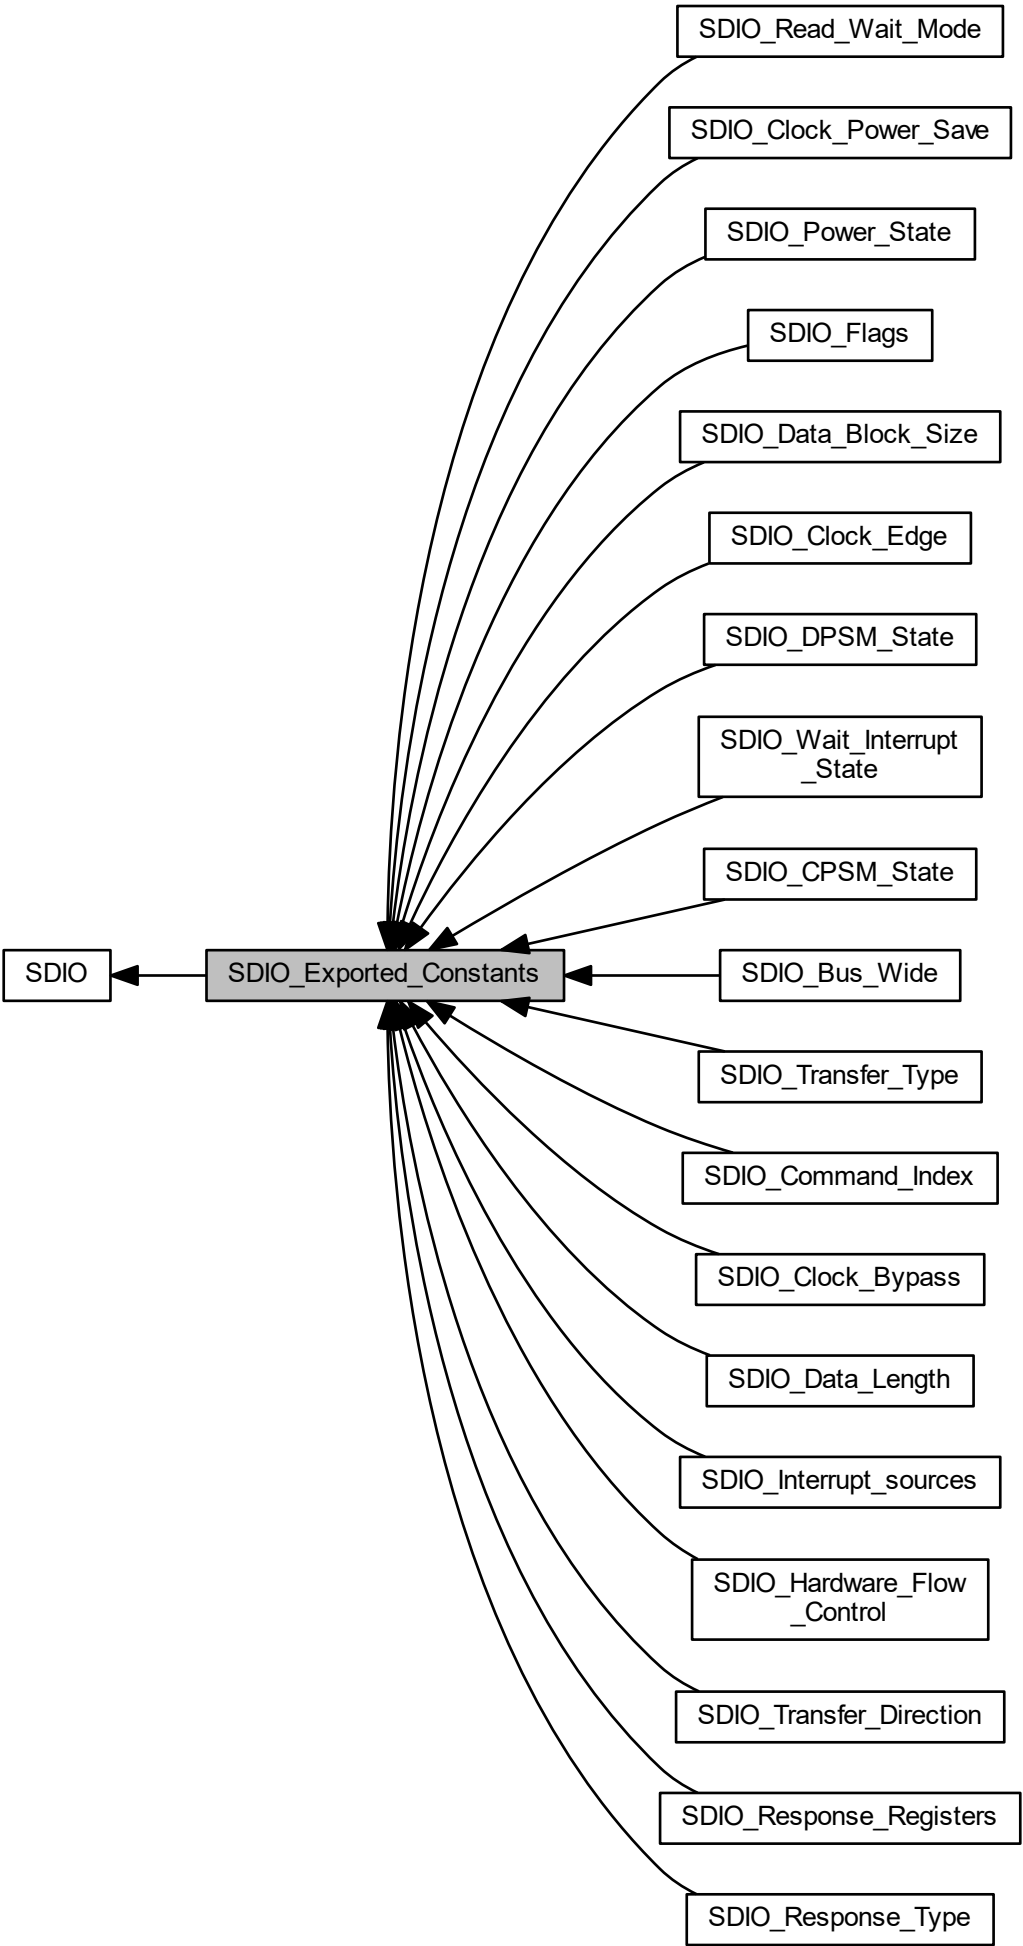 SDIO_Read_Wait_Mode
SDIO_Clock_Power_Save
SDIO_Power_State
SDIO_Flags
SDIO_Data_Block_Size
SDIO_Clock_Edge
SDIO_DPSM_State
SDIO_Wait_Interrupt
_State
SDIO_CPSM_State
SDIO
SDIO_Exported_Constants
SDIO_Bus_Wide
SDIO_Transfer_Type
SDIO_Command_Index
SDIO_Clock_Bypass
SDIO_Data_Length
SDIO_Interrupt_sources
SDIO_Hardware_Flow
_Control
SDIO_Transfer_Direction
SDIO_Response_Registers
SDIO_Response_Type